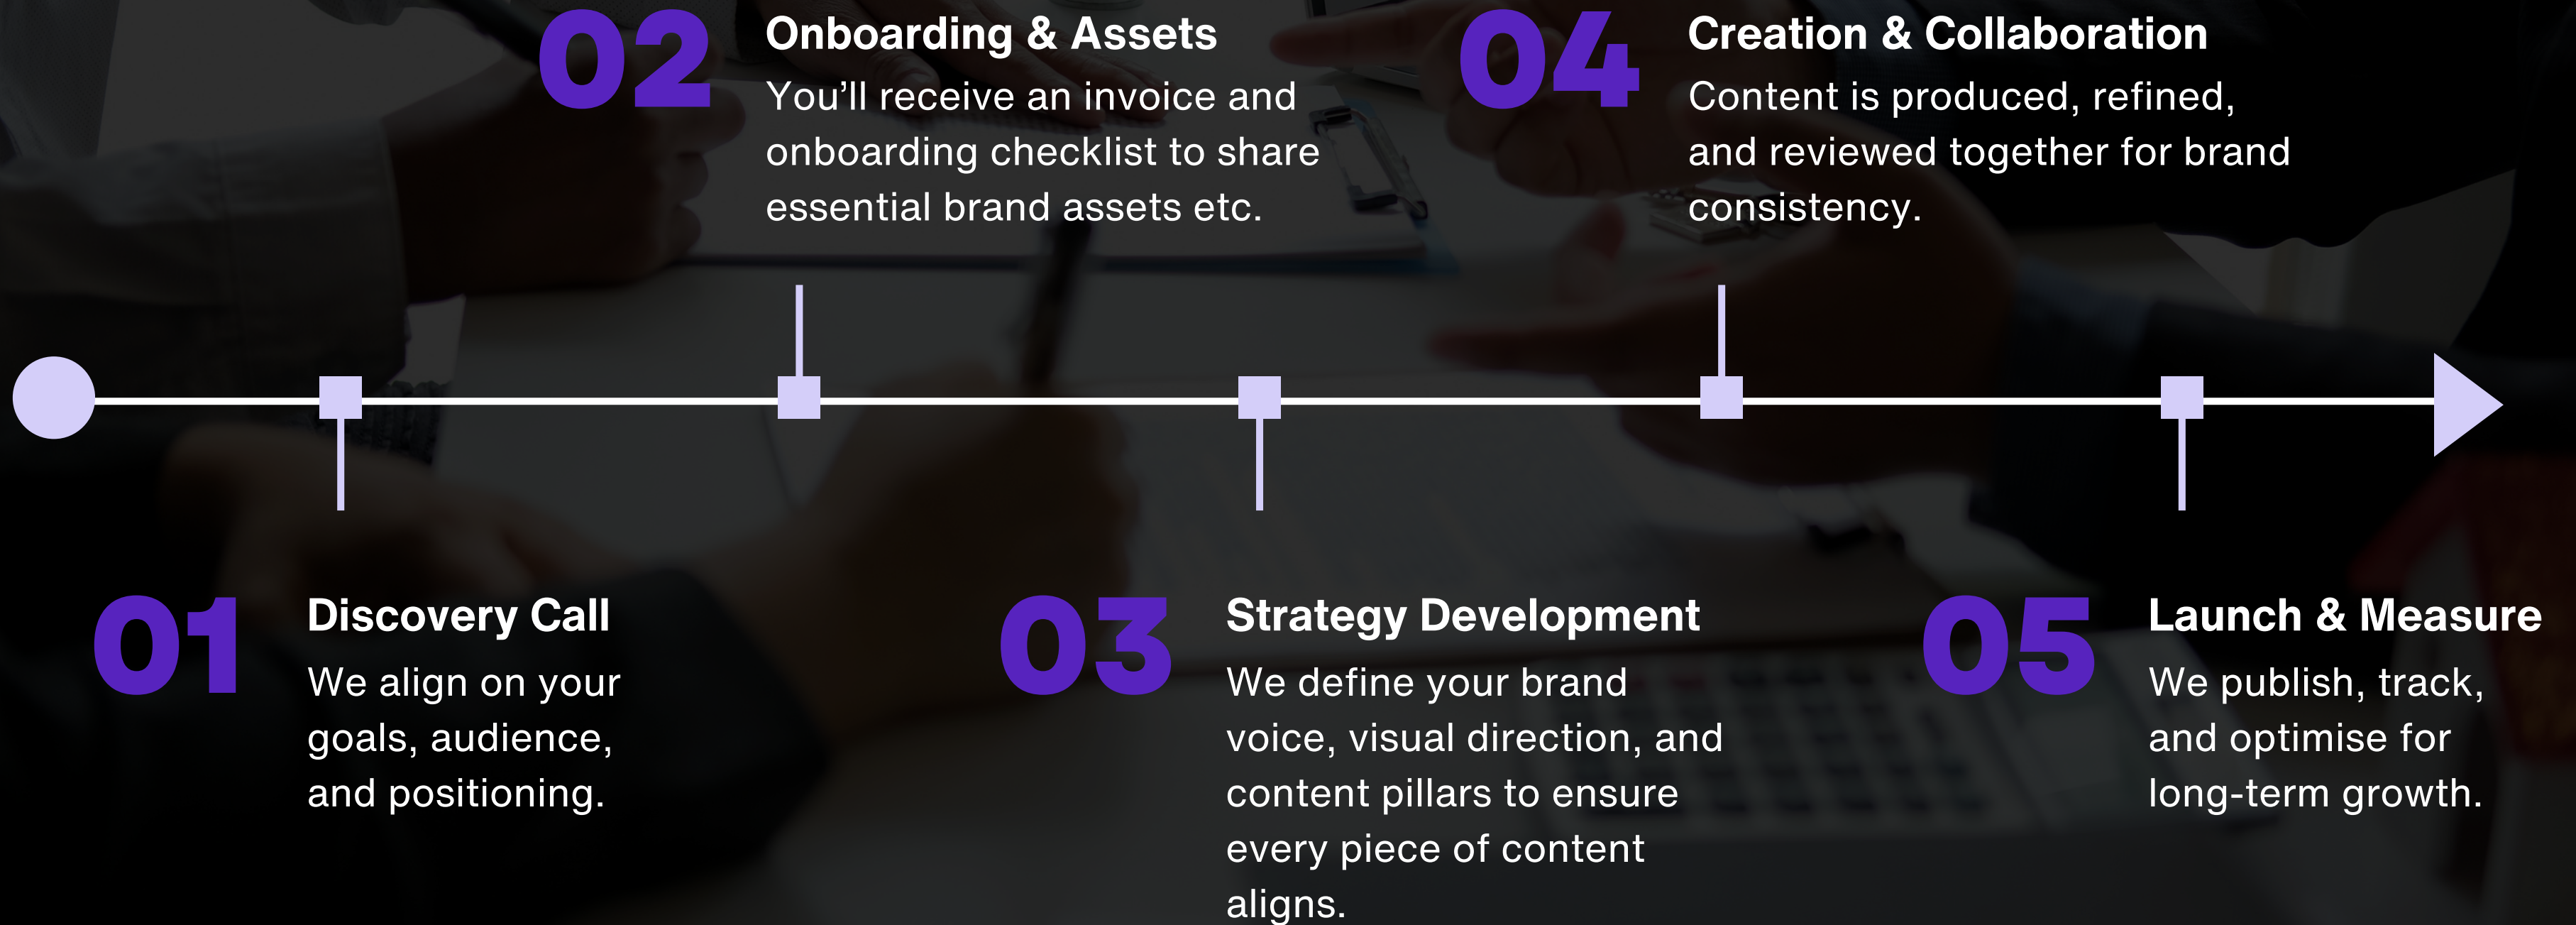 02
Onboarding & Assets
You’ll receive an invoice and
onboarding checklist to share
essential brand assets etc.
04
Creation & Collaboration
Content is produced, refined,
and reviewed together for brand
consistency.
01
Discovery Call
We align on your
goals, audience,
and positioning.
03
Strategy Development
We define your brand
voice, visual direction, and
content pillars to ensure
every piece of content
aligns.
05
Launch & Measure
We publish, track,
and optimise for
long-term growth.